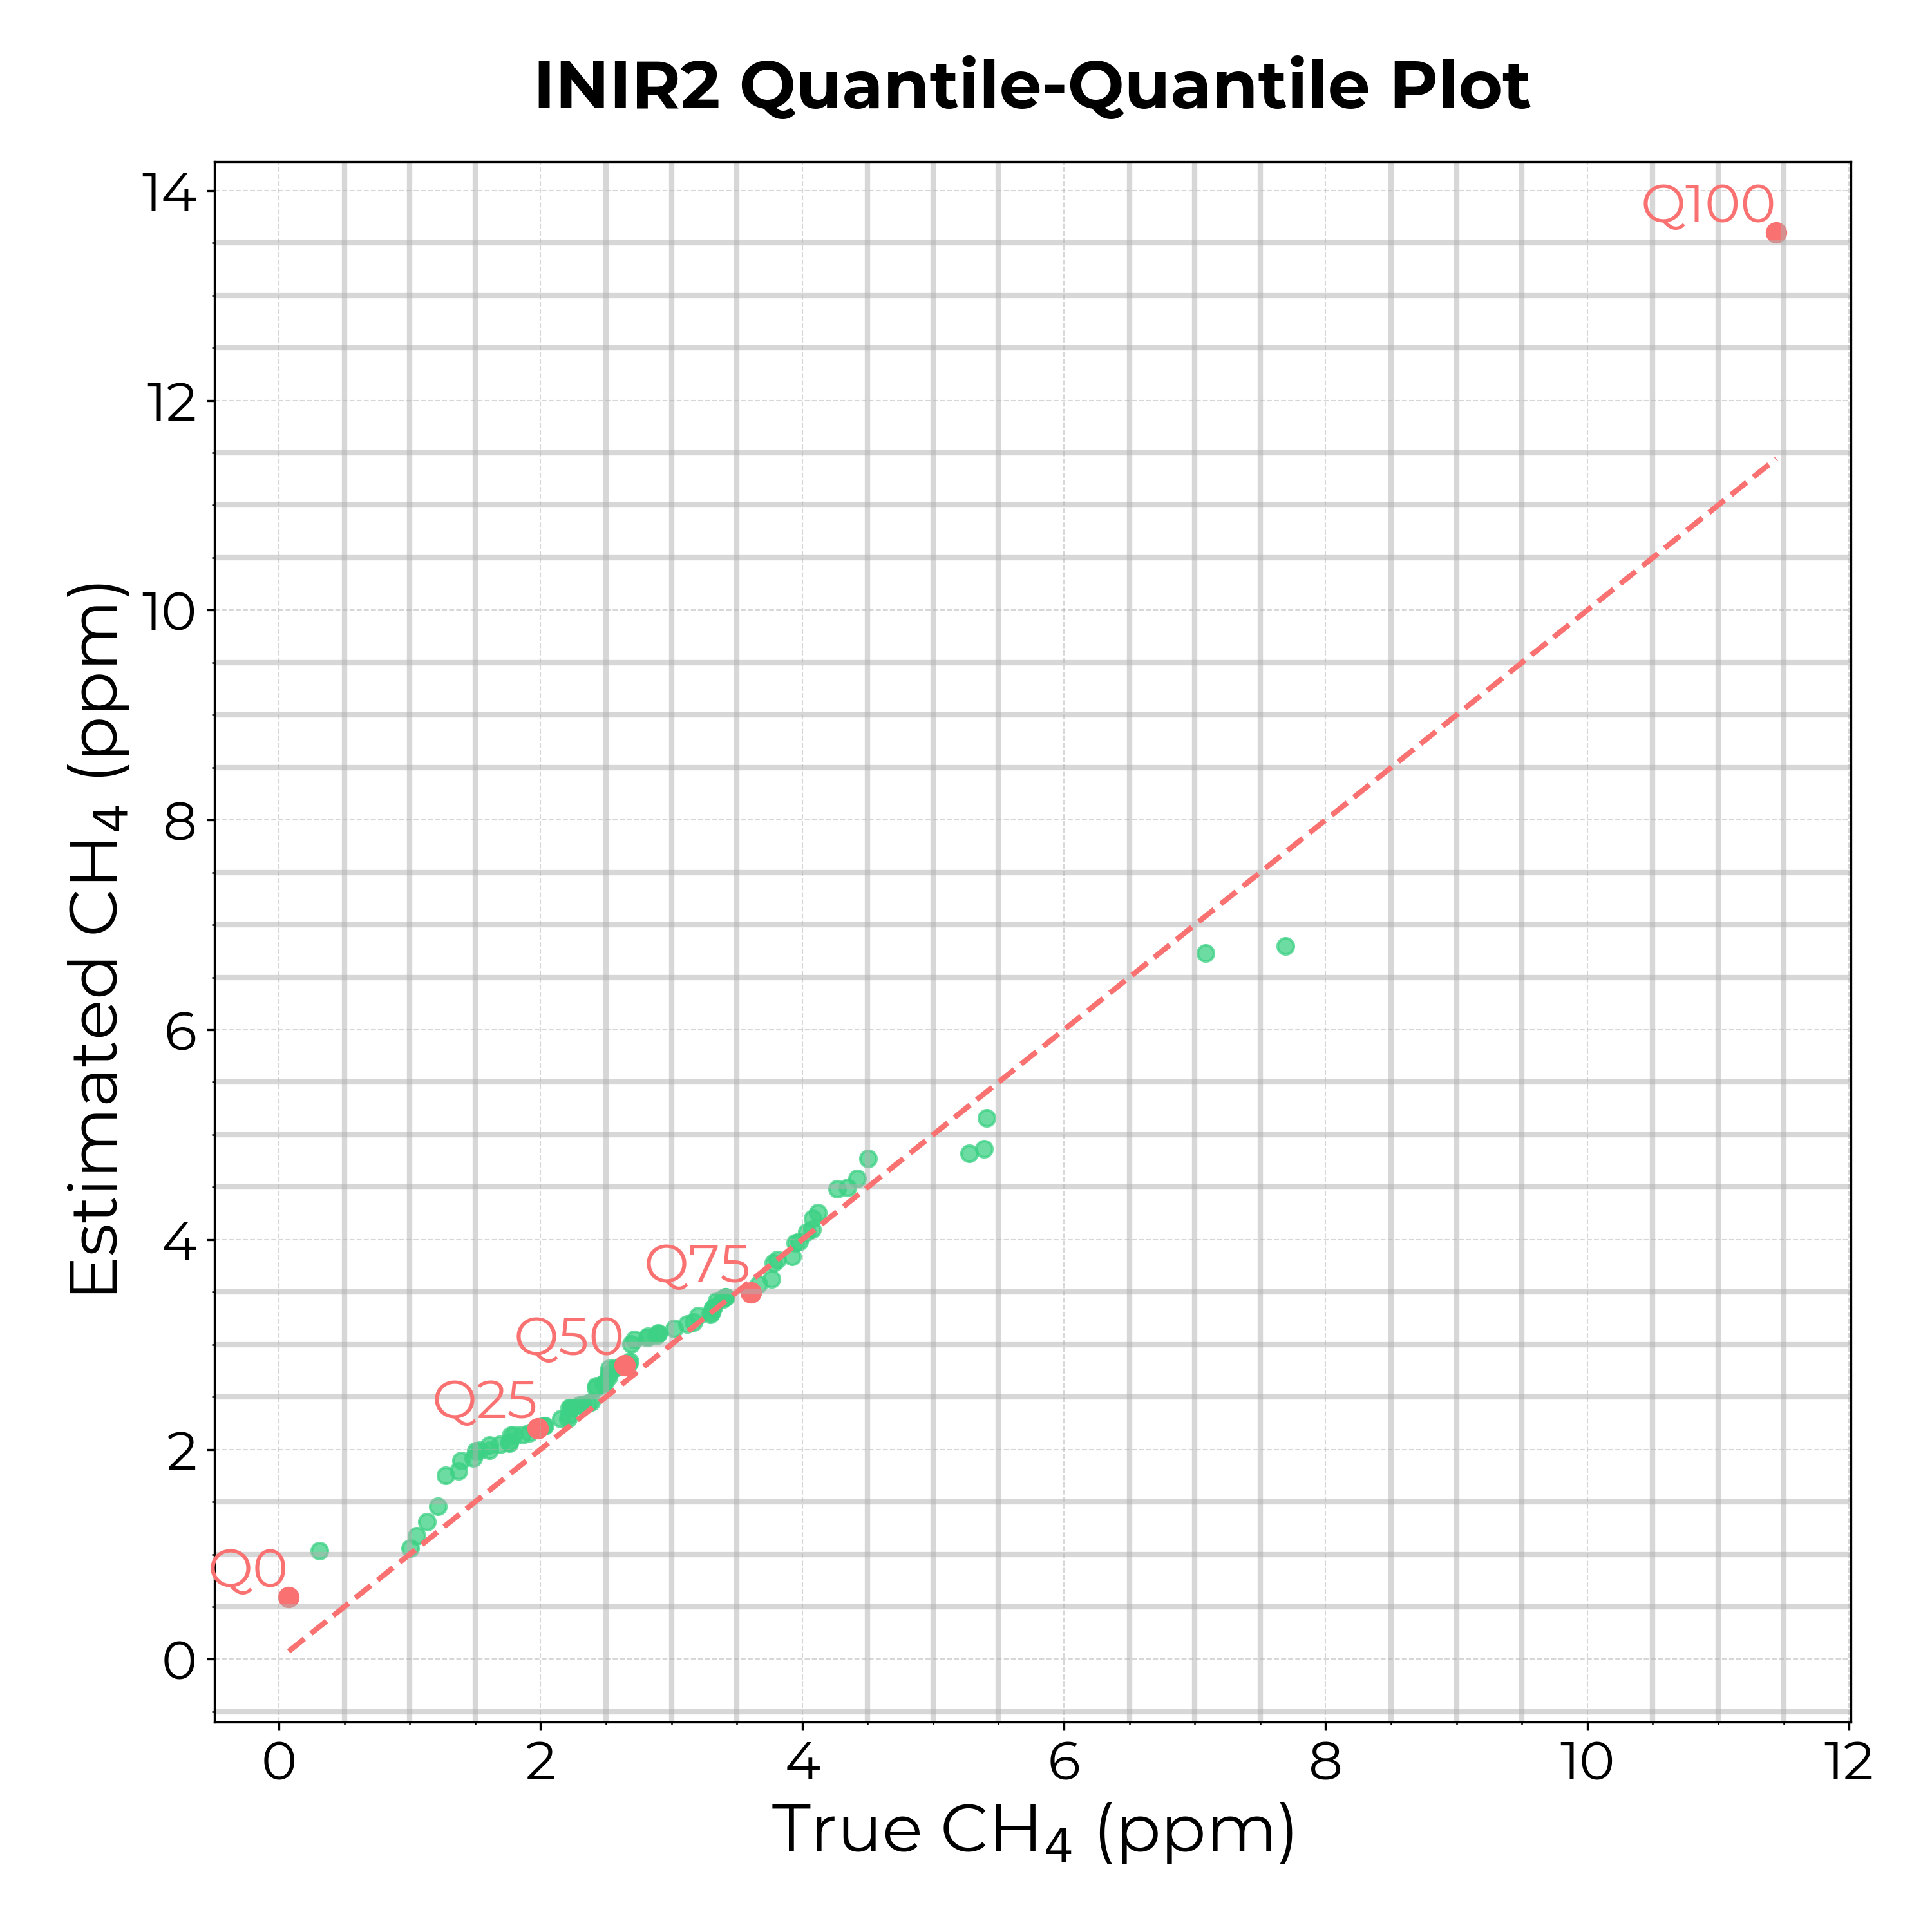 INIR2 Quantile-Quantile Plot
Estimated CH₄ (ppm)
14
12
10
8
6
4
2
0
Q100
Q75
Q50
Q25
Q0
0 2 4 6 8 10 12
True CH₄ (ppm)